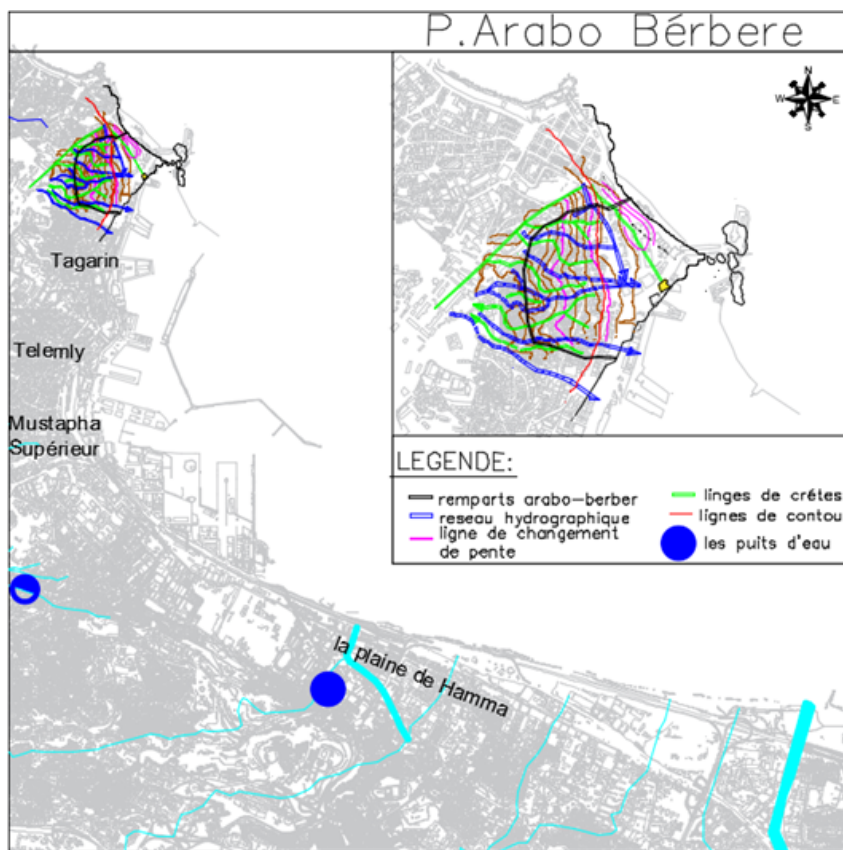 P.Arabo Bérbere
N
W E
S
Tagarin
Telemly
Mustapha
Supérieur
LEGENDE:
remparts arabo-berber
reseau hydrographique
ligne de changement
de pente
linges de crétes
lignes de contou
les puits d'eau
la plaine de Hamma